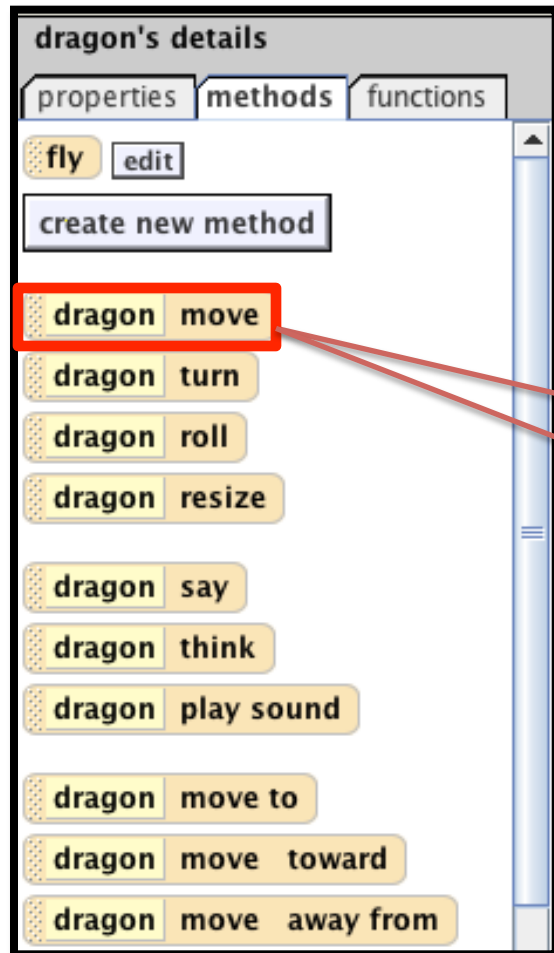 dragon's details
properties methods functions
fly edit
create new method
dragon move
dragon turn
dragon roll
dragon resize
dragon say
dragon think
dragon play sound
dragon move to
dragon move toward
dragon move away from